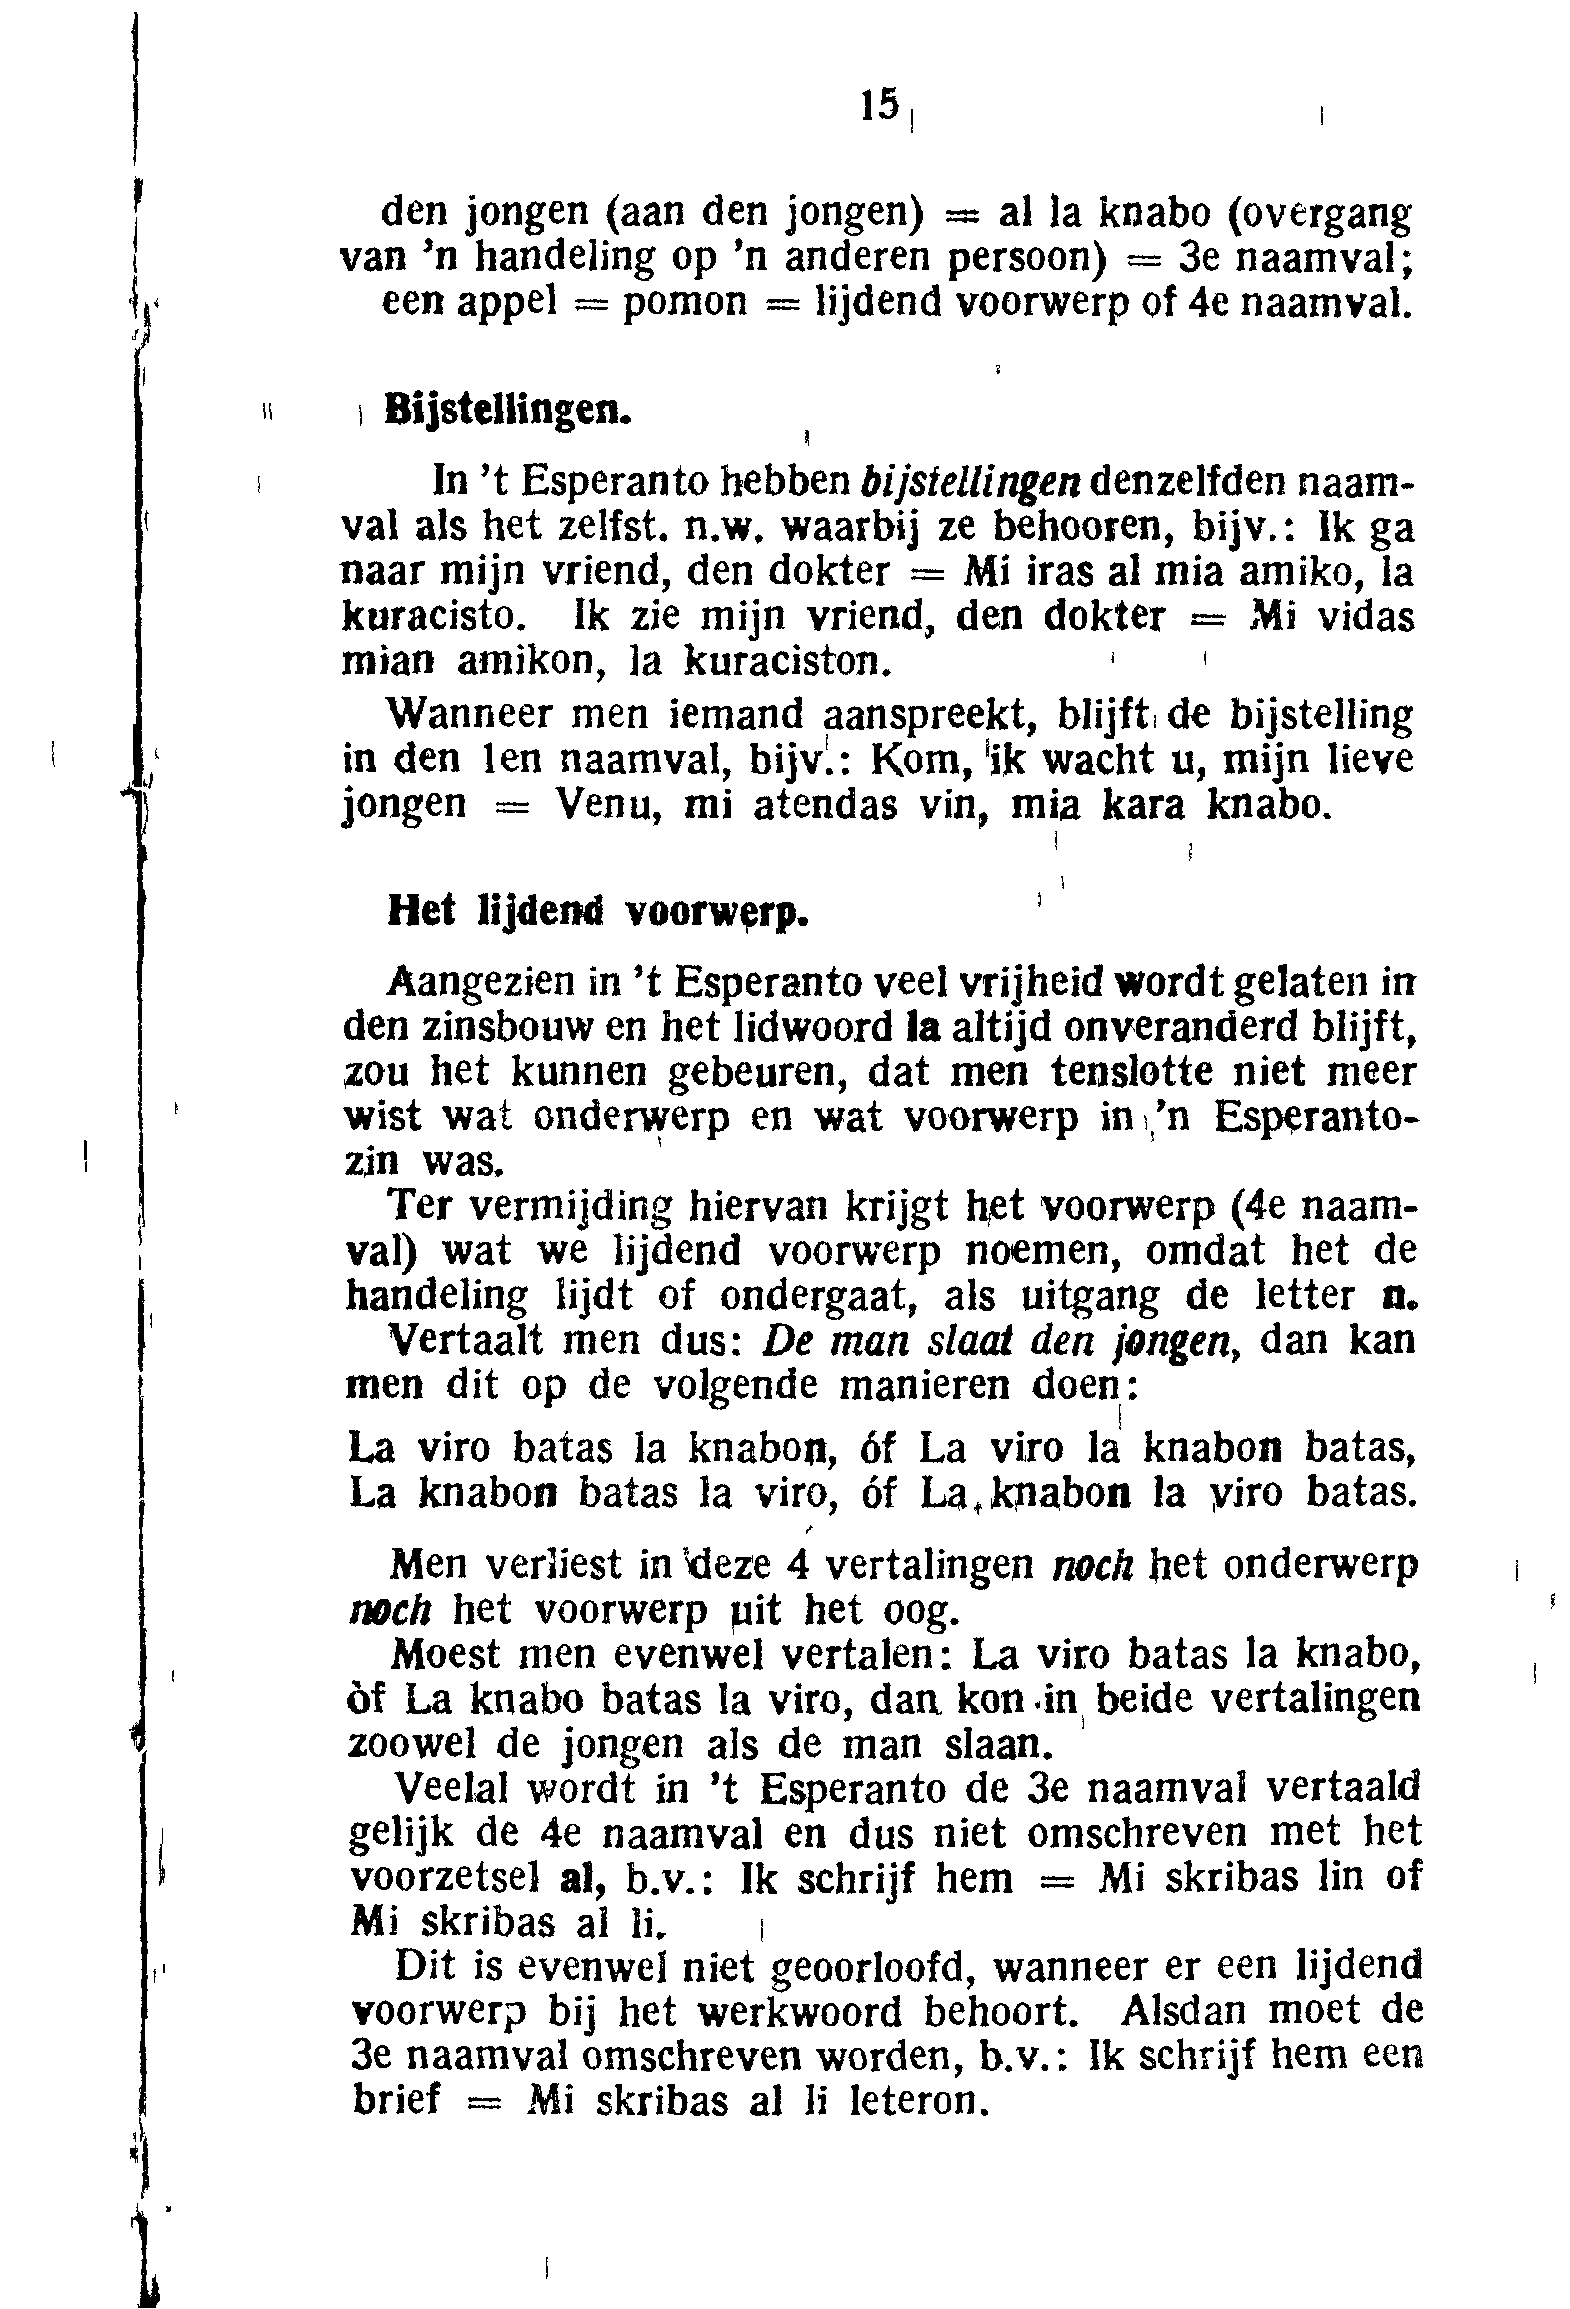 15
den jongen (aan den jongen) = al la knabo (overgang
van 'n handeling op 'n anderen persoon) = 3e naamval;
een appel = pomon = lijdend voorwerp of 4e naamval.
Bijstellingen.
In 't Esperanto hebben bijstellingen denzelfden naam-
val als het zelfst. n.w. waarbij ze behooren, bijv.: Ik ga
naar mijn vriend, den dokter = Mi iras al mia amiko, la
kuracisto. Ik zie mijn vriend, den dokter = Mi vidas
mian amikon, la kuraciston.
Wanneer men iemand aanspreekt, blijft de bijstelling
in den 1en naamval, bijv.: Kom, ik wacht u, mijn lieve
jongen = Venu, mi atendas vin, mia kara knabo.
Het lijdend voorwerp.
Aangezien in 't Esperanto veel vrijheid wordt gelaten in
den zinsbouw en het lidwoord la altijd onveranderd blijft,
zou het kunnen gebeuren, dat men tenslotte niet meer
wist wat onderwerp en wat voorwerp in 'n Esperanto-
zin was.
Ter vermijding hiervan krijgt het voorwerp (4e naam-
val) wat we lijdend voorwerp noemen, omdat het de
handeling lijdt of ondergaat, als uitgang de letter n.
Vertaalt men dus: De man slaat den jongen, dan kan
men dit op de volgende manieren doen:
La viro batas la knabon, óf La viro la knabon batas,
La knabon batas la viro, óf La knabon la viro batas.
Men verliest in deze 4 vertalingen noch het onderwerp
noch het voorwerp uit het oog.
Moest men evenwel vertalen: La viro batas la knabo,
òf La knabo batas la viro, dan kon in beide vertalingen
zoowel de jongen als de man slaan.
Veelal wordt in 't Esperanto de 3e naamval vertaald
gelijk de 4e naamval en dus niet omschreven met het
voorzetsel al, b.v.: Ik schrijf hem = Mi skribas lin of
Mi skribas al li.
Dit is evenwel niet geoorloofd, wanneer er een lijdend
voorwerp bij het werkwoord behoort. Alsdan moet de
3e naamval omschreven worden, b.v.: Ik schrijf hem een
brief = Mi skribas al li leteron.